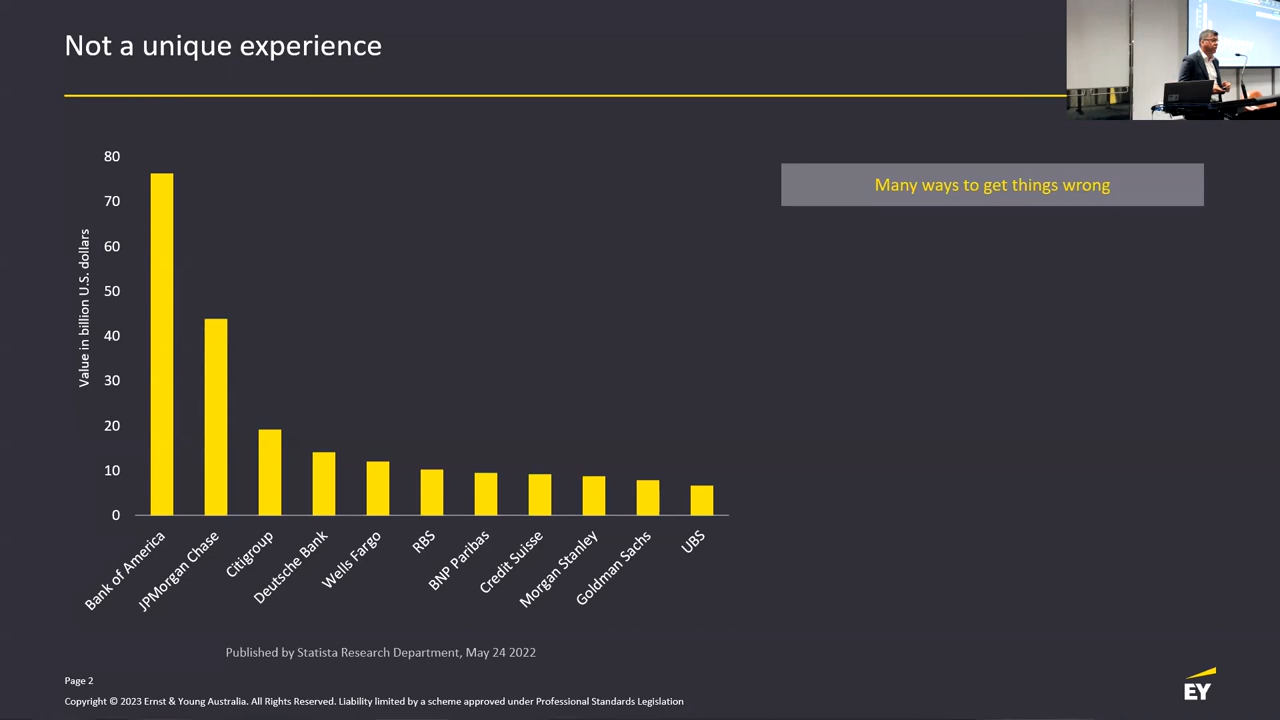 Not a unique experience
Many ways to get things wrong
Value in billion U.S. dollars
80
70
60
50
40
30
20
10
0
Bank of America
JPMorgan Chase
Citigroup
Deutsche Bank
Wells Fargo
RBS
BNP Paribas
Credit Suisse
Morgan Stanley
Goldman Sachs
UBS
Published by Statista Research Department, May 24 2022
Page 2
Copyright © 2023 Ernst & Young Australia. All Rights Reserved. Liability limited by a scheme approved under Professional Standards Legislation
EY